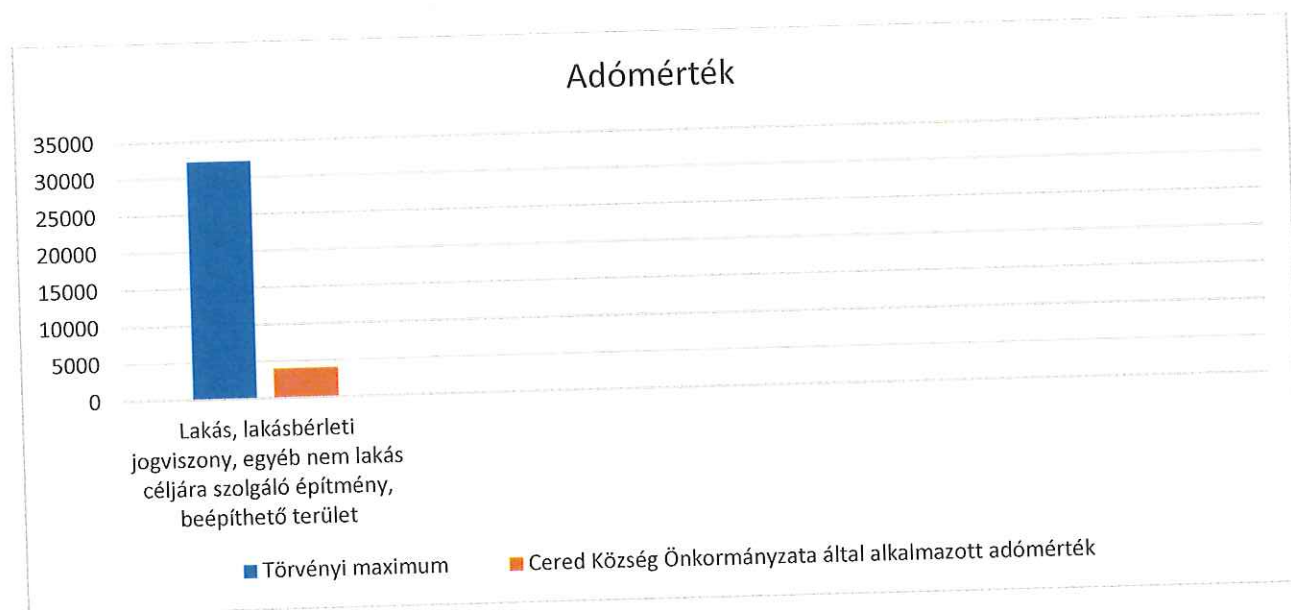 Adómérték
35000
30000
25000
20000
15000
10000
5000
0
Lakás, lakásbérleti
jogviszony, egyéb nem lakás
céljára szolgáló építmény,
beépíthető terület
Törvényi maximum
Cered Község Önkormányzata által alkalmazott adómérték